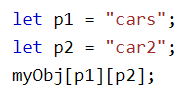 let p1 = "cars";
let p2 = "car2";
myObj[p1][p2];